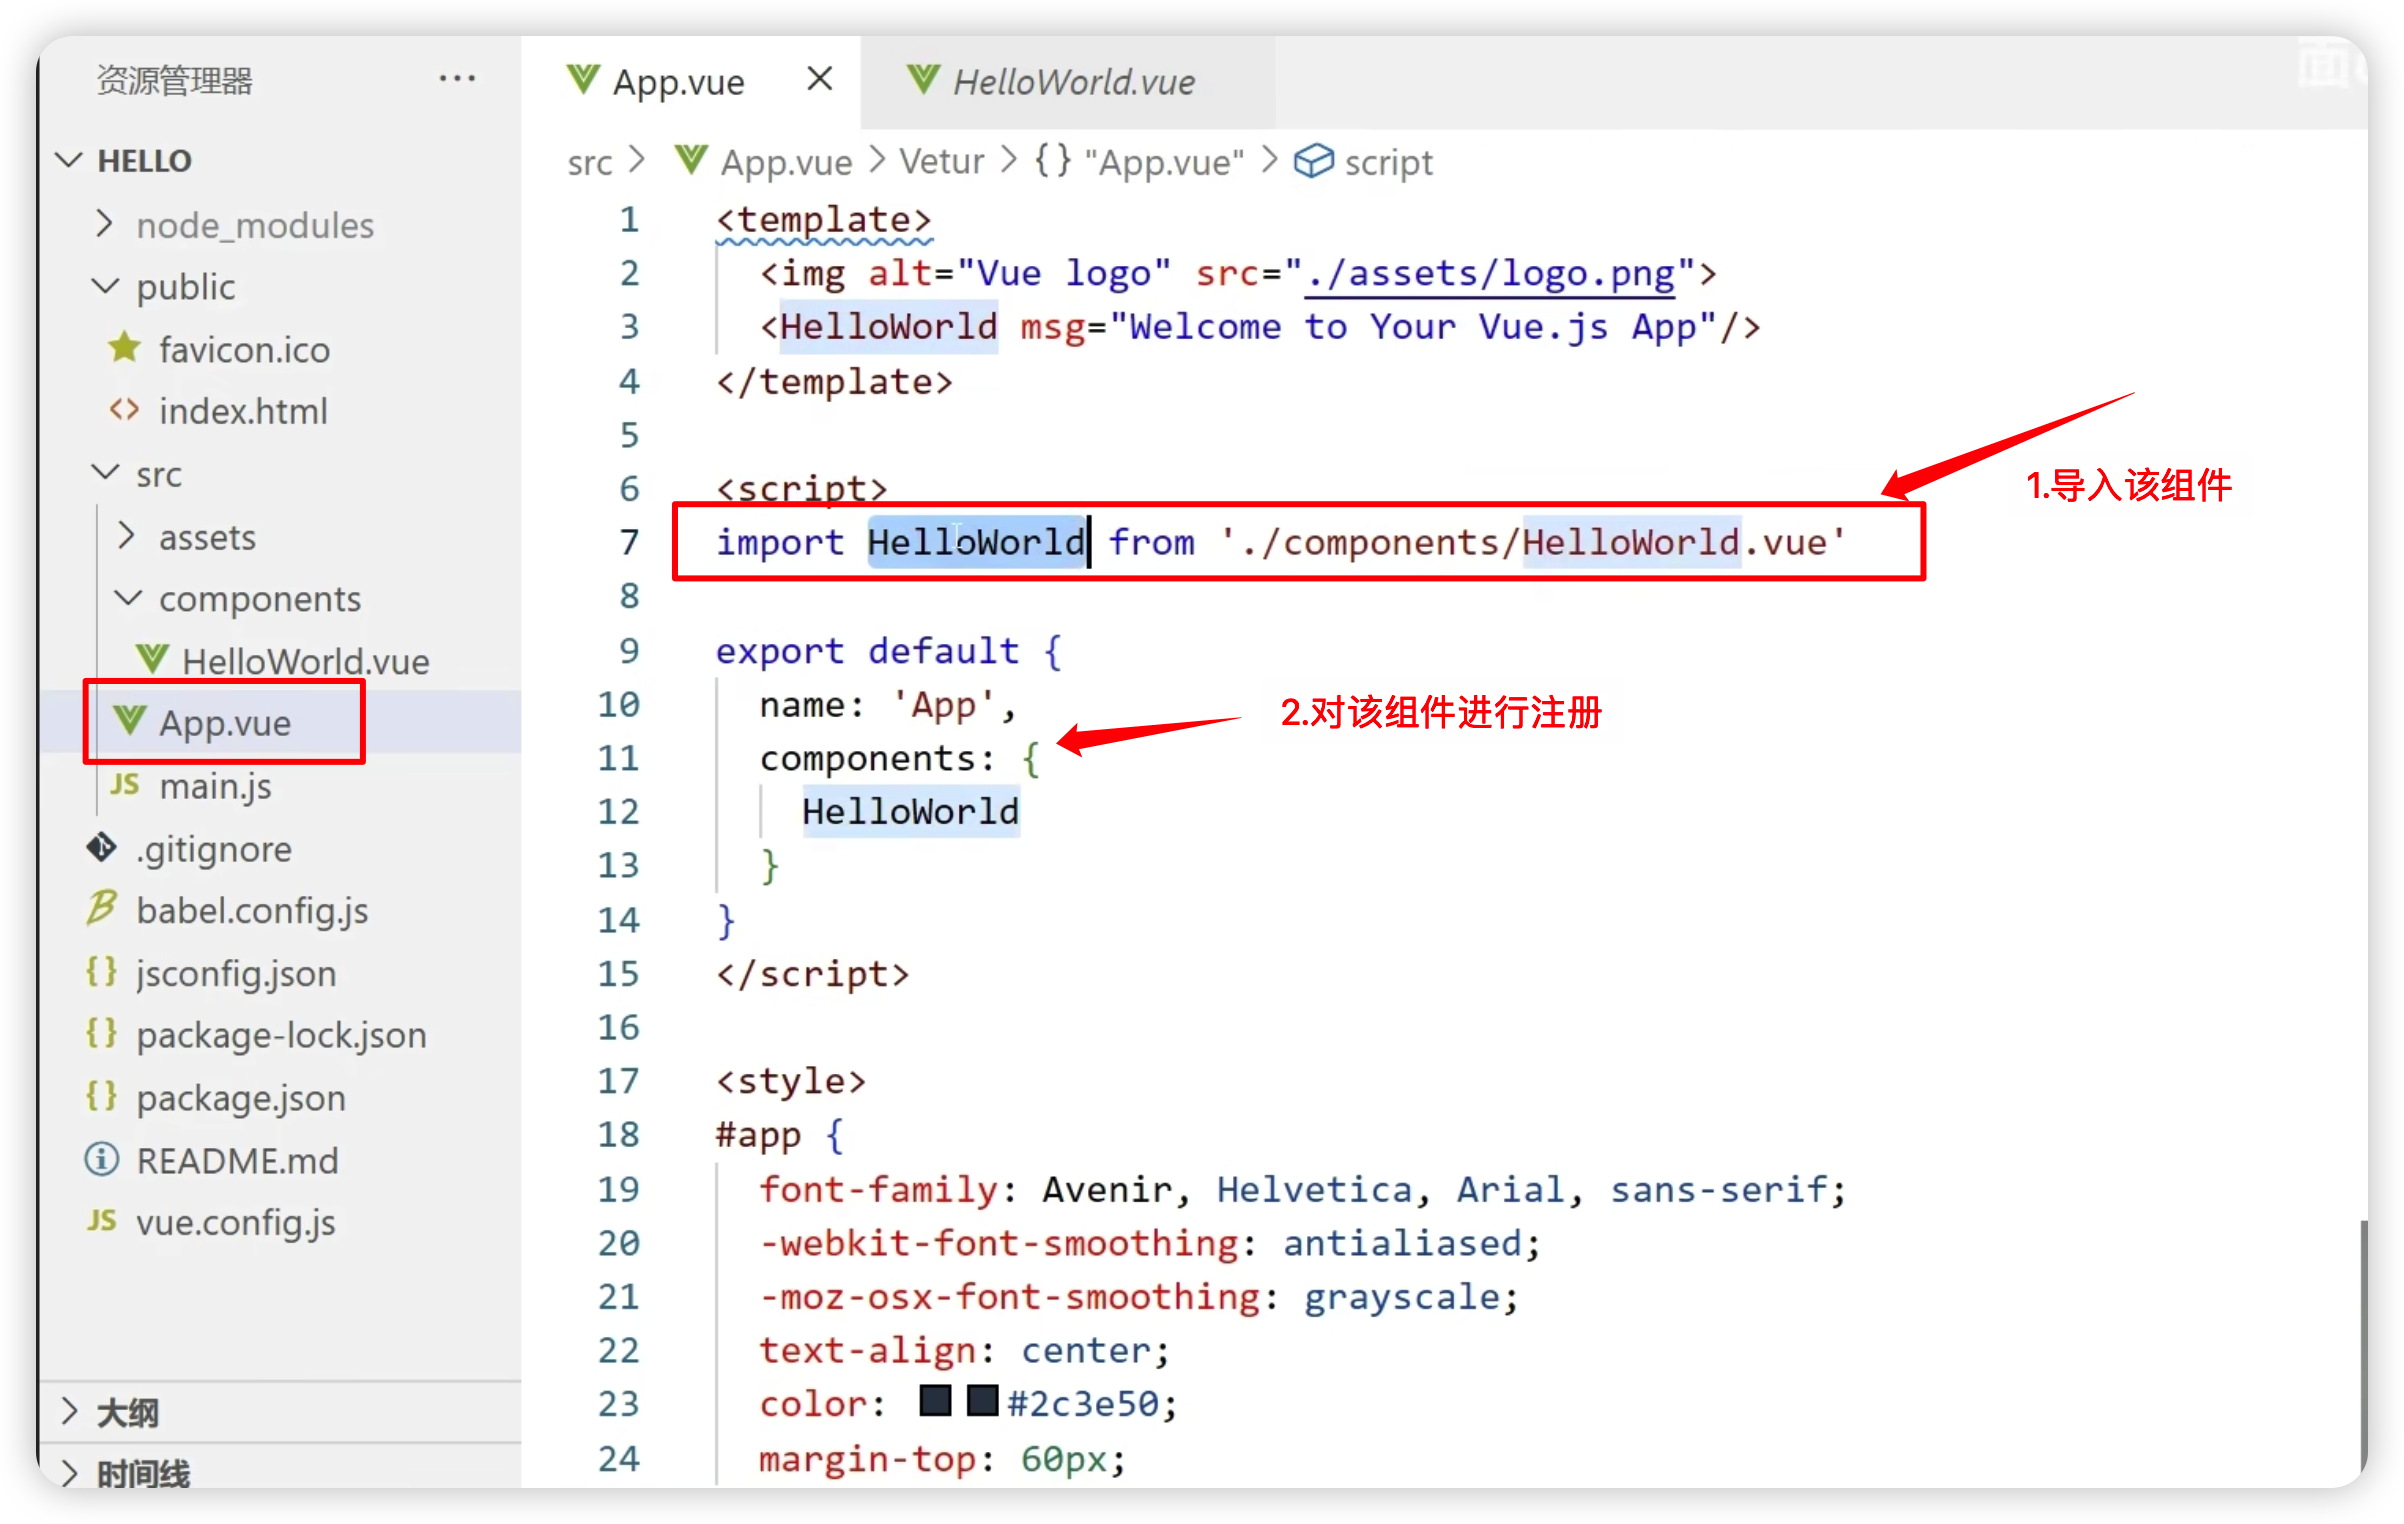 资源管理器
HELLO
node_modules
public
favicon.ico
<> index.html
src
assets
components
HelloWorld.vue
App.vue
JS main.js
.gitignore
babel.config.js
{} jsconfig.json
{} package-lock.json
{} package.json
README.md
JS vue.config.js
大纲
时间线
App.vue
HelloWorld.vue
src > App.vue > Vetur > {} "App.vue" > script
1 <template>
2 <img alt="Vue logo" src="./assets/logo.png">
3 <HelloWorld msg="Welcome to Your Vue.js App"/>
4 </template>
5
6 <script>
7 import HelloWorld from './components/HelloWorld.vue'
8
9 export default {
10 name: 'App',
11 components: {
12 HelloWorld
13 }
14 }
15 </script>
16
17 <style>
18 #app {
19 font-family: Avenir, Helvetica, Arial, sans-serif;
20 -webkit-font-smoothing: antialiased;
21 -moz-osx-font-smoothing: grayscale;
22 text-align: center;
23 color: #2c3e50;
24 margin-top: 60px;
1.导入该组件
2.对该组件进行注册